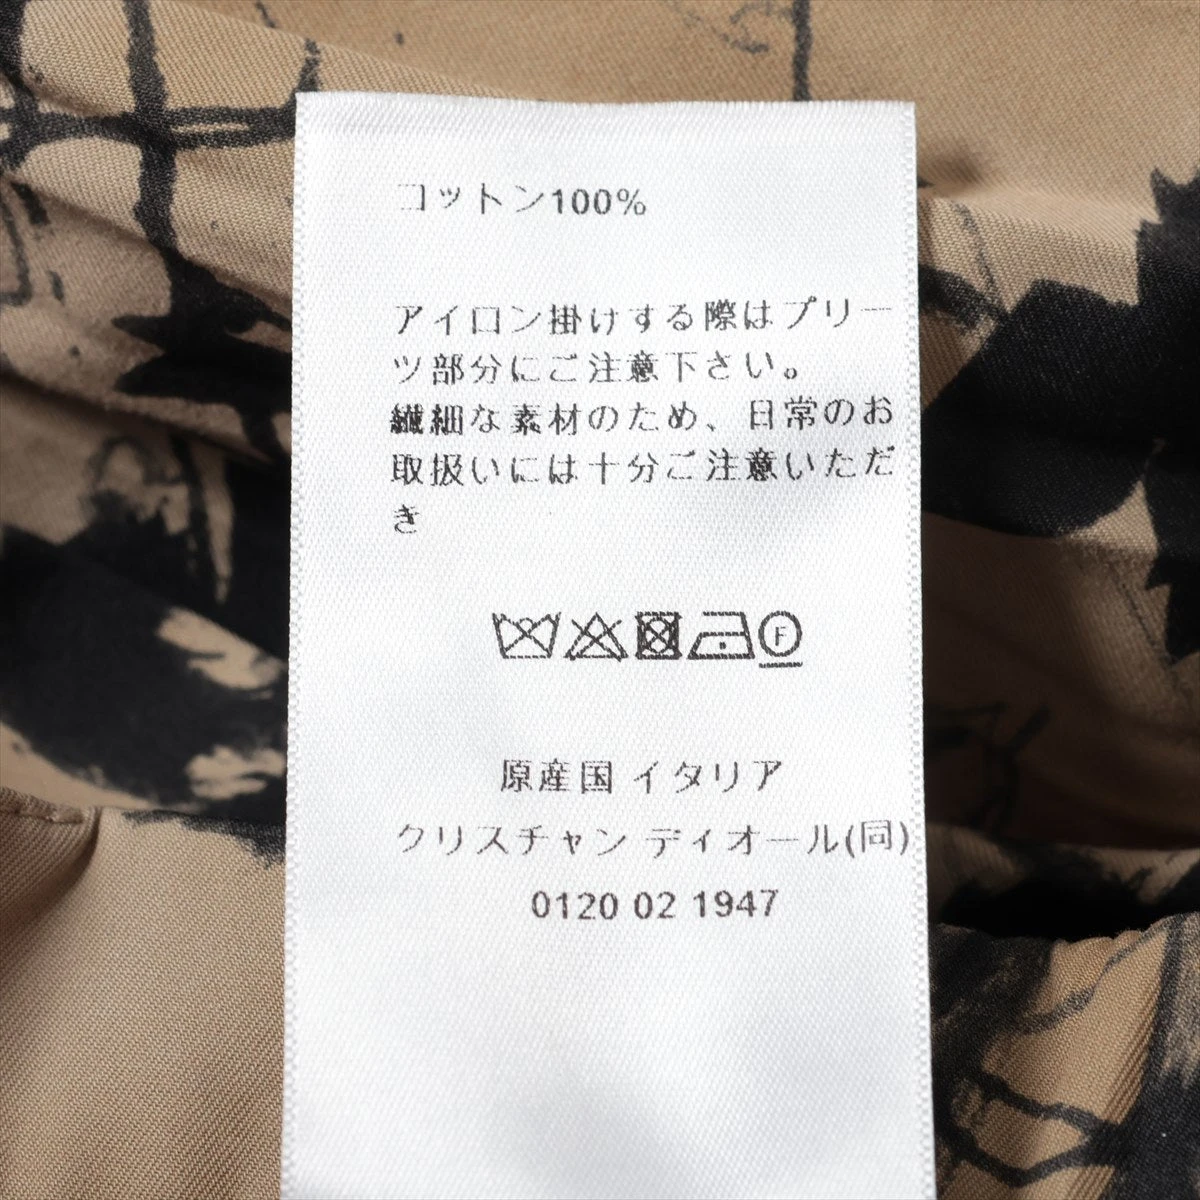 コットン100%
アイロン掛けする際はプリー
ツ部分にご注意下さい。
繊細な素材のため、日常のお
取扱いには十分ご注意いただ
き
F
原産国 イタリア
クリスチャン ディオール(同)
0120 02 1947